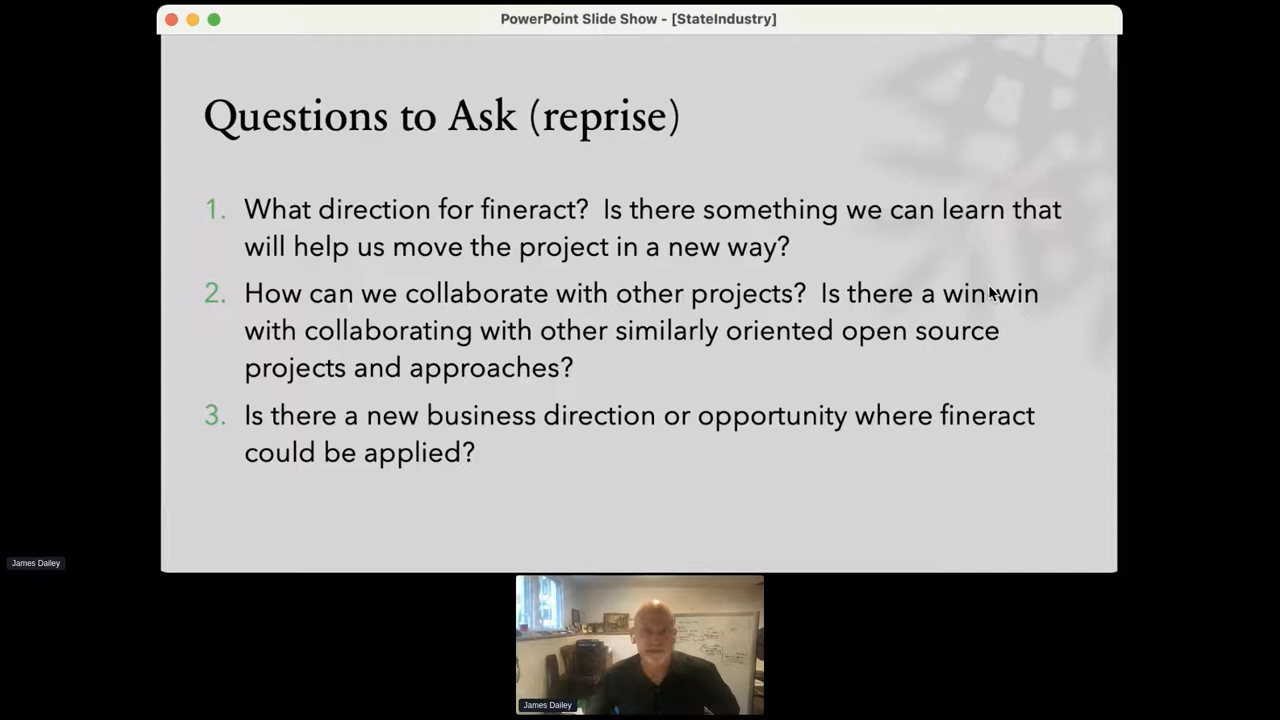 PowerPoint Slide Show - [StateIndustry]
Questions to Ask (reprise)
1. What direction for fineract? Is there something we can learn that
will help us move the project in a new way?
2. How can we collaborate with other projects? Is there a win win
with collaborating with other similarly oriented open source
projects and approaches?
3. Is there a new business direction or opportunity where fineract
could be applied?
James Dailey
James Dailey